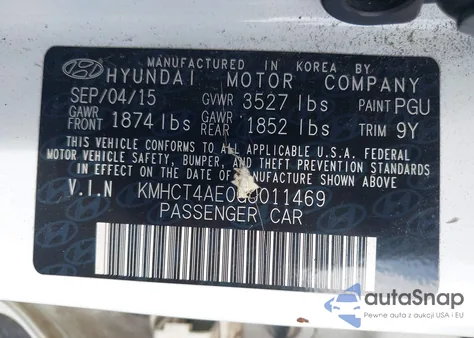 MANUFACTURED IN KOREA BY
HYUNDAI MOTOR COMPANY
SEP/04/15 GVWR 3527 lbs PAINT PGU
GAWR FRONT 1874 lbs GAWR REAR 1852 lbs TRIM 9Y
THIS VEHICLE CONFORMS TO ALL APPLICABLE U.S.A. FEDERAL
MOTOR VEHICLE SAFETY, BUMPER, AND THEFT PREVENTION STANDARDS
IN EFFECT ON THE DATE OF MANUFACTURE SHOWN ABOVE.
V.I.N
PASSENGER CAR
autoSnap
Pewne auta z aukcji USA i EU